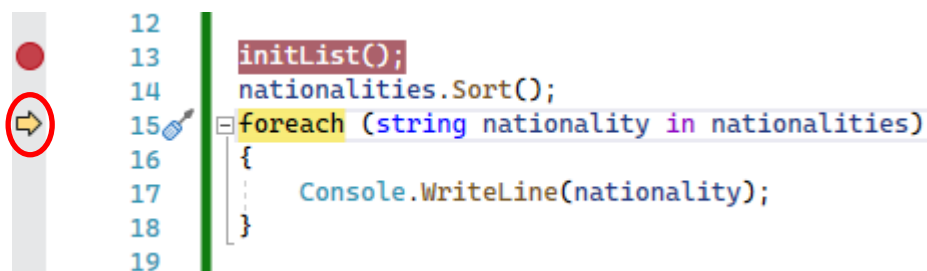 12
13 initList();
14 nationalities.Sort();
15 foreach (string nationality in nationalities)
16 {
17 Console.WriteLine(nationality);
18 }
19